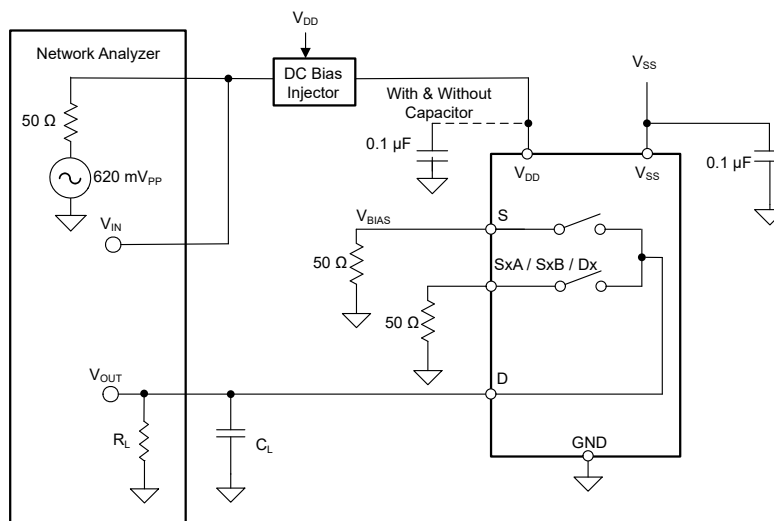 V_DD
Network Analyzer
DC Bias
Injector
V_SS
With & Without
Capacitor
50 Ω
0.1 µF
0.1 µF
620 mV_PP
V_DD
V_SS
V_IN
V_BIAS
S
50 Ω
SxA / SxB / Dx
50 Ω
V_OUT
D
R_L
C_L
GND